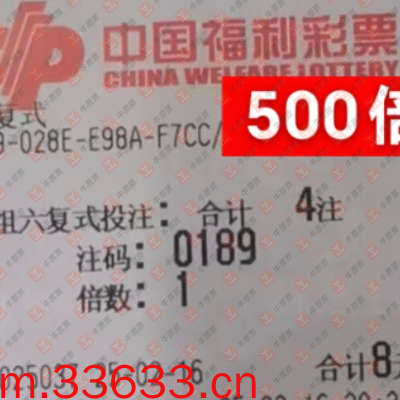 中国福利彩票
CHINA WELFARE LOTTERY
复式
500倍
9-028E-E98A-F7CC/
组六复式投注: 合计 4注
注码: 0189
倍数: 1
合计8元
m.33633.cn